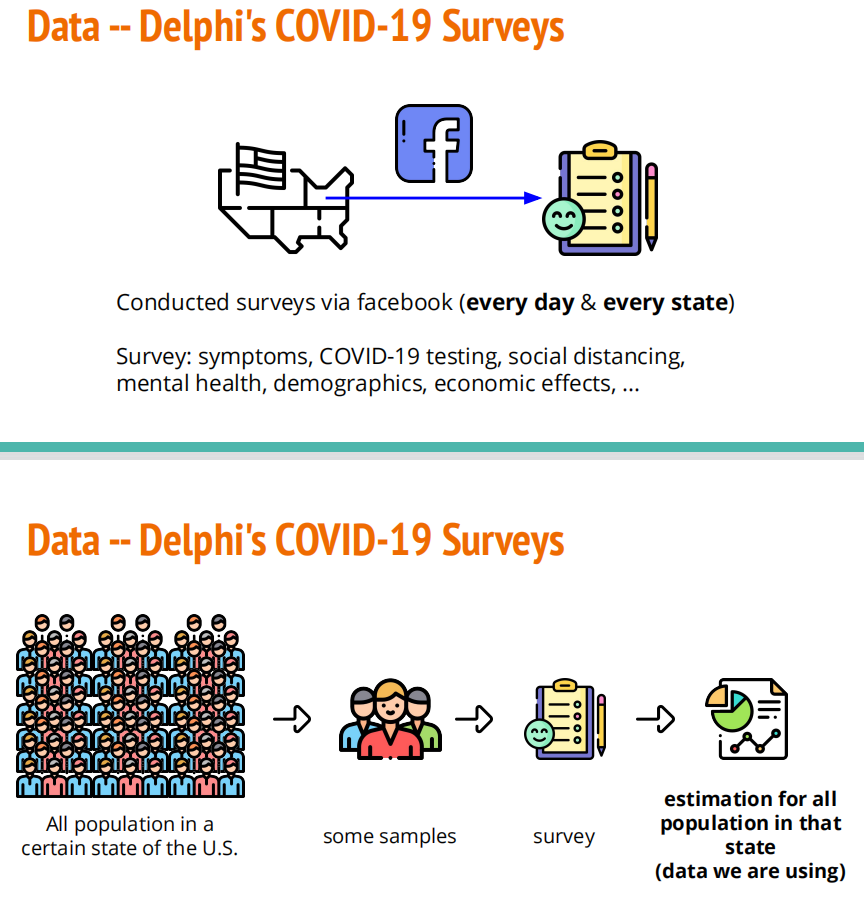 Data -- Delphi's COVID-19 Surveys
Conducted surveys via facebook (every day & every state)
Survey: symptoms, COVID-19 testing, social distancing,
mental health, demographics, economic effects, ...
Data -- Delphi's COVID-19 Surveys
All population in a
certain state of the U.S.
some samples
survey
estimation for all
population in that
state
(data we are using)